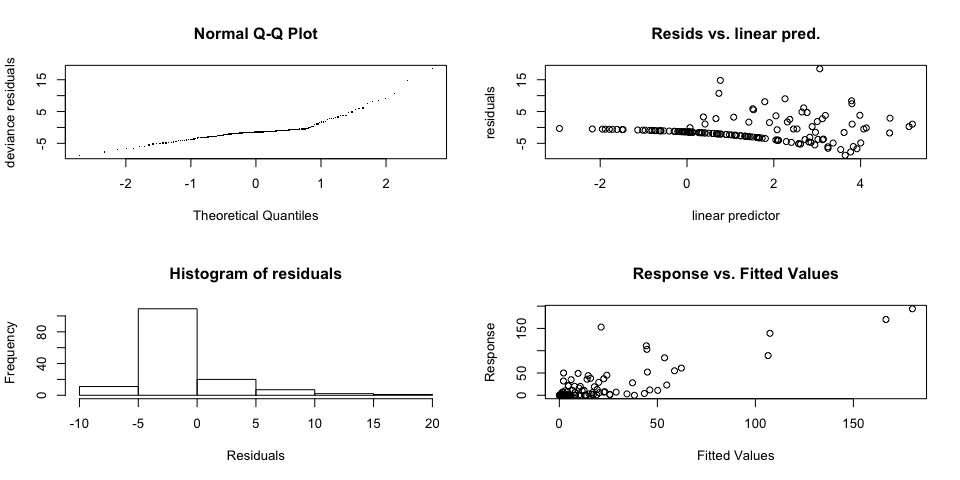 Normal Q-Q Plot
deviance residuals
-5 5 15
-2 -1 0 1 2
Theoretical Quantiles
Resids vs. linear pred.
residuals
-5 5 15
-2 0 2 4
linear predictor
Histogram of residuals
Frequency
0 40 80
-10 -5 0 5 10 15 20
Residuals
Response vs. Fitted Values
Response
0 50 150
0 50 100 150
Fitted Values